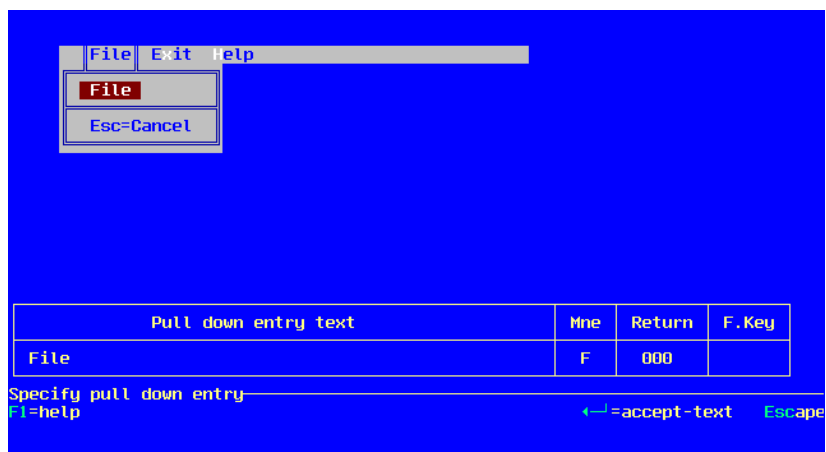 File Exit Help
File
Esc=Cancel
Pull down entry text Mne Return F.Key
File F 000
Specify pull down entry
F1=help ←┘=accept-text Escape